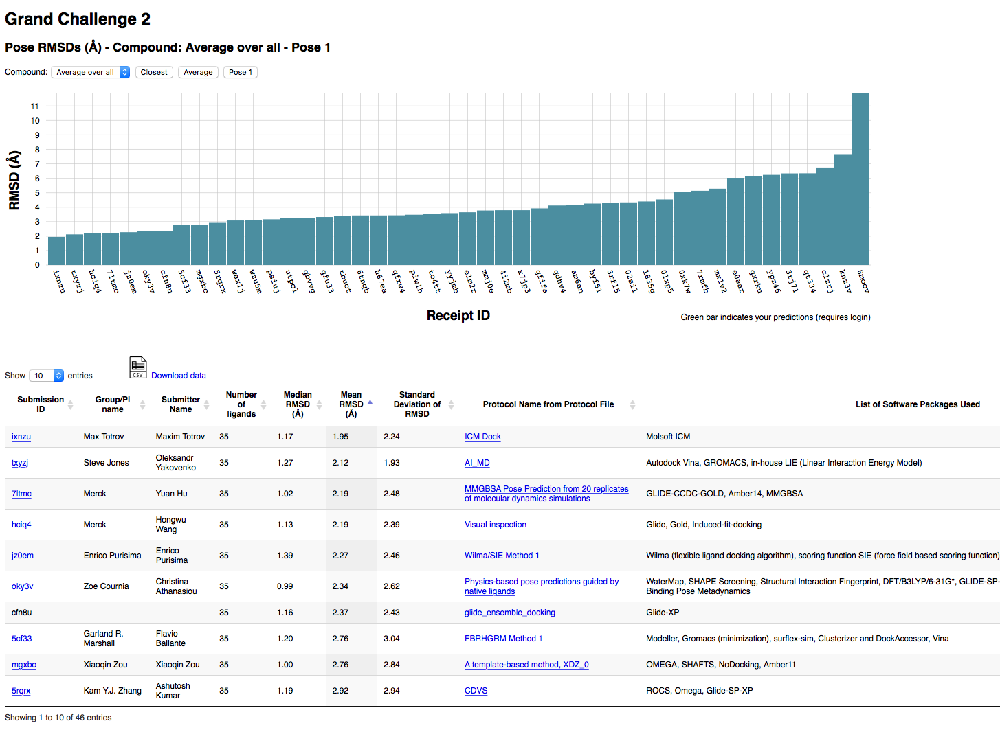 Grand Challenge 2
Pose RMSDs (Å) - Compound: Average over all - Pose 1
Compound: Average over all Closest Average Pose 1
RMSD (Å)
11
10
9
8
7
6
5
4
3
2
1
0
ixnzu txyzj hciq4 7ltmc jz0em oky3v cfn8u 5cf33 mgxbc 5rqrx waxlj wzu5m psiuj utpcl qbvvg qfu33 tbuot 6tnqb h67ea qfrw4 piwlh to4tt yyjmb elm2r mmj0e 4i2mb x7jp3 gfifa gdhv4 am6an byf51 3rfl5 02sil 1835g 0lxp5 0xk7w 7rmfb mxlv2 e0aar qxrku ypz46 3rj71 qt334 clzrj knz3v 8mocv
Receipt ID
Green bar indicates your predictions (requires login)
Show 10 entries CSV Download data
Submission ID Group/PI name Submitter Name Number of ligands Median RMSD (Å) Mean RMSD (Å) Standard Deviation of RMSD Protocol Name from Protocol File List of Software Packages Used
ixnzu Max Totrov Maxim Totrov 35 1.17 1.95 2.24 ICM Dock Molsoft ICM
txyzj Steve Jones Oleksandr Yakovenko 35 1.27 2.12 1.93 AI_MD Autodock Vina, GROMACS, in-house LIE (Linear Interaction Energy Model)
7ltmc Merck Yuan Hu 35 1.02 2.19 2.48 MMGBSA Pose Prediction from 20 replicates of molecular dynamics simulations GLIDE-CCDC-GOLD, Amber14, MMGBSA
hciq4 Merck Hongwu Wang 35 1.13 2.19 2.39 Visual inspection Glide, Gold, Induced-fit-docking
jz0em Enrico Purisima Enrico Purisima 35 1.39 2.27 2.46 Wilma/SIE Method 1 Wilma (flexible ligand docking algorithm), scoring function SIE (force field based scoring function)
oky3v Zoe Cournia Christina Athanasiou 35 0.99 2.34 2.62 Physics-based pose predictions guided by native ligands WaterMap, SHAPE Screening, Structural Interaction Fingerprint, DFT/B3LYP/6-31G*, GLIDE-SP- Binding Pose Metadynamics
cfn8u 35 1.16 2.37 2.43 glide_ensemble_docking Glide-XP
5cf33 Garland R. Marshall Flavio Ballante 35 1.20 2.76 3.04 FBRHGRM Method 1 Modeller, Gromacs (minimization), surflex-sim, Clusterizer and DockAccessor, Vina
mgxbc Xiaoqin Zou Xiaoqin Zou 35 1.00 2.76 2.84 A template-based method, XDZ_0 OMEGA, SHAFTS, NoDocking, Amber11
5rqrx Kam Y.J. Zhang Ashutosh Kumar 35 1.19 2.92 2.94 CDVS ROCS, Omega, Glide-SP-XP
Showing 1 to 10 of 46 entries